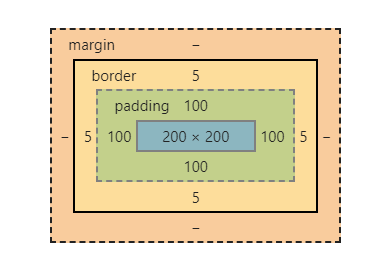 margin –
border 5
padding 100
– 5 100 200 × 200 100 5 –
100
5
–